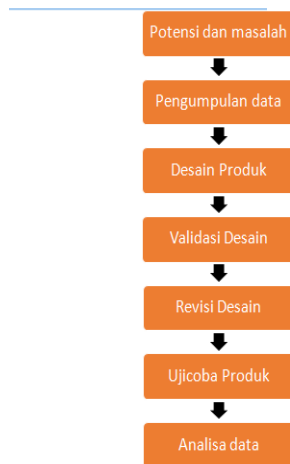 Potensi dan masalah
Pengumpulan data
Desain Produk
Validasi Desain
Revisi Desain
Ujicoba Produk
Analisa data